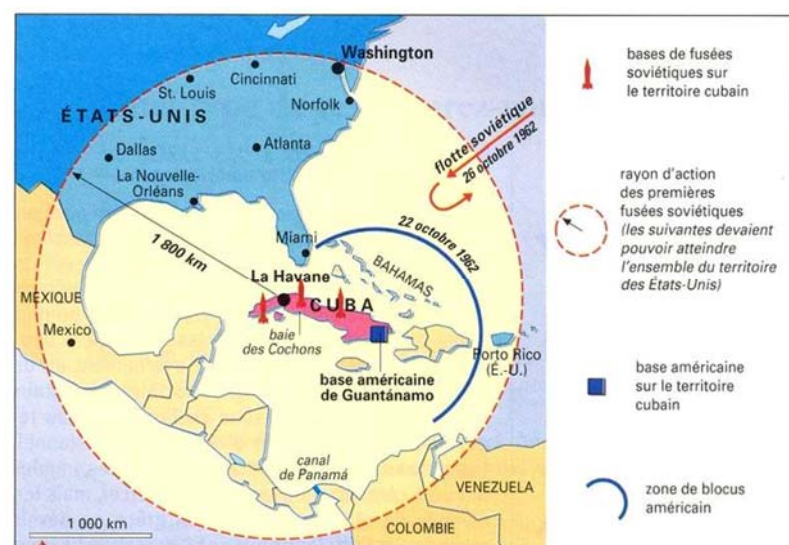 Washington
Cincinnati
St. Louis
Norfolk
ÉTATS-UNIS
Atlanta
Dallas
La Nouvelle-
Orléans
flotte soviétique
26 octobre 1962
1 800 km
Miami
22 octobre 1962
BAHAMAS
La Havane
CUBA
MEXIQUE
Mexico
baie
des Cochons
base américaine
de Guantánamo
Porto Rico
(É.-U.)
canal
de Panamá
VENEZUELA
COLOMBIE
1 000 km
bases de fusées
soviétiques sur
le territoire cubain
rayon d'action
des premières
fusées soviétiques
(les suivantes devaient
pouvoir atteindre
l'ensemble du territoire
des États-Unis)
base américaine
sur le territoire
cubain
zone de blocus
américain